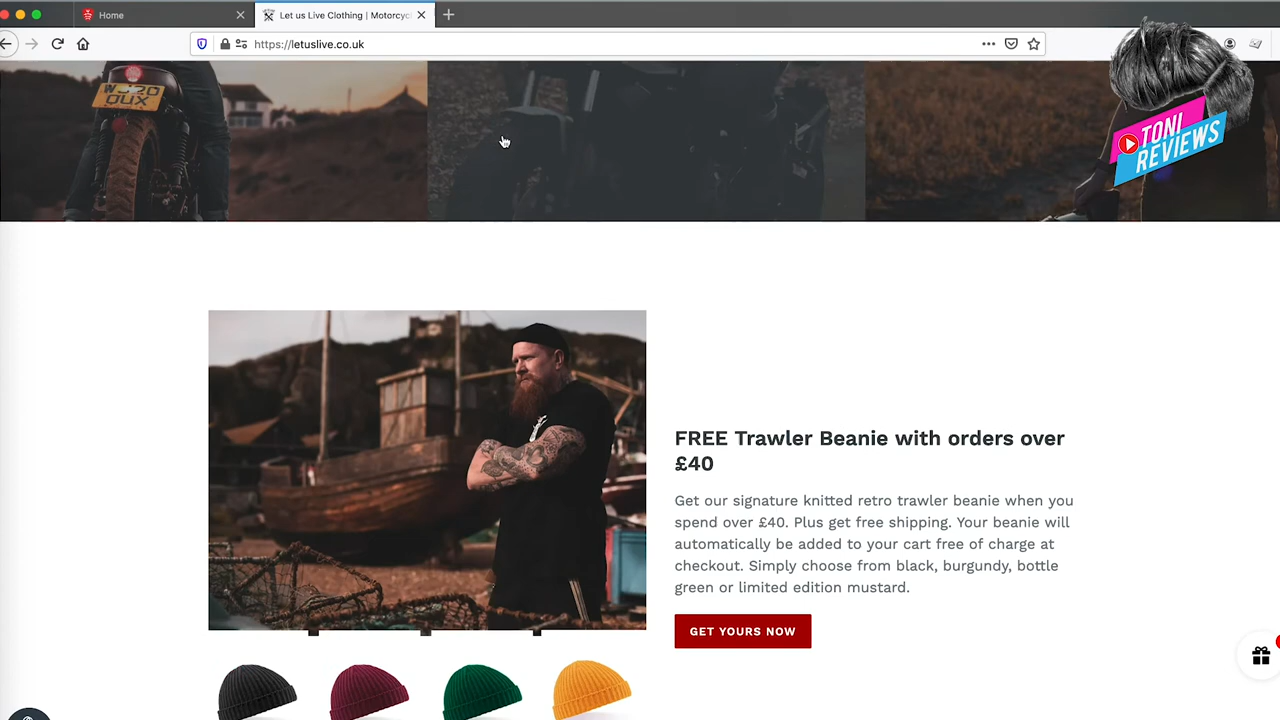 Home
Let us Live Clothing | Motorcyc
https://letuslive.co.uk
TONI
REVIEWS
WJ20
OUX
FREE Trawler Beanie with orders over
£40
Get our signature knitted retro trawler beanie when you
spend over £40. Plus get free shipping. Your beanie will
automatically be added to your cart free of charge at
checkout. Simply choose from black, burgundy, bottle
green or limited edition mustard.
GET YOURS NOW